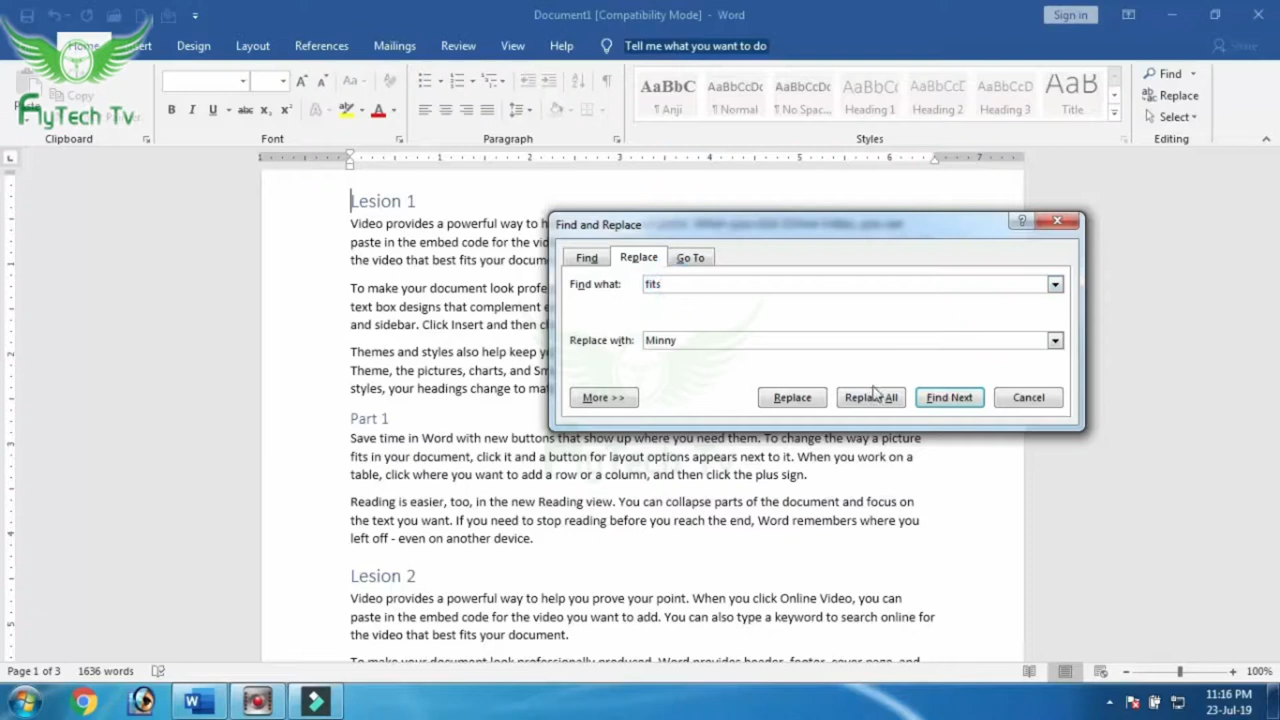 Document1 [Compatibility Mode] - Word
Sign in
Home
Design
Layout
References
Mailings
Review
View
Help
Tell me what you want to do
Share
Copy
FlyTech Tv
Clipboard
Font
Paragraph
AaBbC
AaBbCcDc
AaBbCcDc
AaBbC
AaBbCcD
AaBbCcD
AaB
¶ Anji
¶ Normal
¶ No Spac...
Heading 1
Heading 2
Heading 3
Title
Styles
Find
Replace
Select
Editing
1 1 2 3 4 5 6 7
Lesion 1
Video provides a powerful way to h
paste in the embed code for the vid
the video that best fits your docum
To make your document look profe
text box designs that complement e
and sidebar. Click Insert and then c
Themes and styles also help keep y
Theme, the pictures, charts, and Sm
styles, your headings change to mat
Find and Replace
Find
Replace
Go To
Find what:
fits
Replace with:
Minny
More >>
Replace
Replace All
Find Next
Cancel
Part 1
Save time in Word with new buttons that show up where you need them. To change the way a picture
fits in your document, click it and a button for layout options appears next to it. When you work on a
table, click where you want to add a row or a column, and then click the plus sign.
Reading is easier, too, in the new Reading view. You can collapse parts of the document and focus on
the text you want. If you need to stop reading before you reach the end, Word remembers where you
left off - even on another device.
Lesion 2
Video provides a powerful way to help you prove your point. When you click Online Video, you can
paste in the embed code for the video you want to add. You can also type a keyword to search online for
the video that best fits your document.
To make your document look professionally produced, Word provides header, footer, cover page, and
Page 1 of 3
1636 words
100%
11:16 PM
23-Jul-19